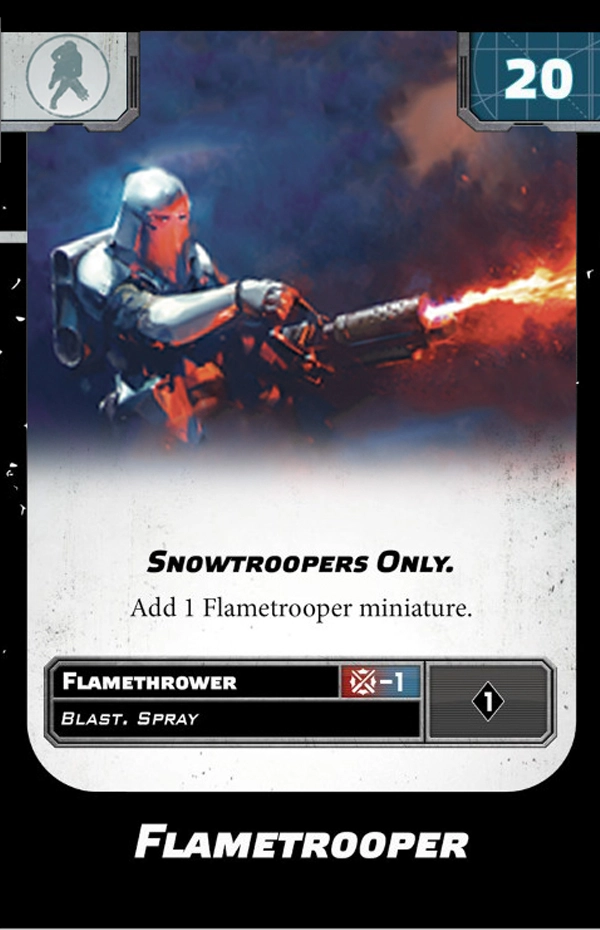 20
Snowtroopers Only.
Add 1 Flametrooper miniature.
Flamethrower
-1
Blast, Spray
1
Flametrooper